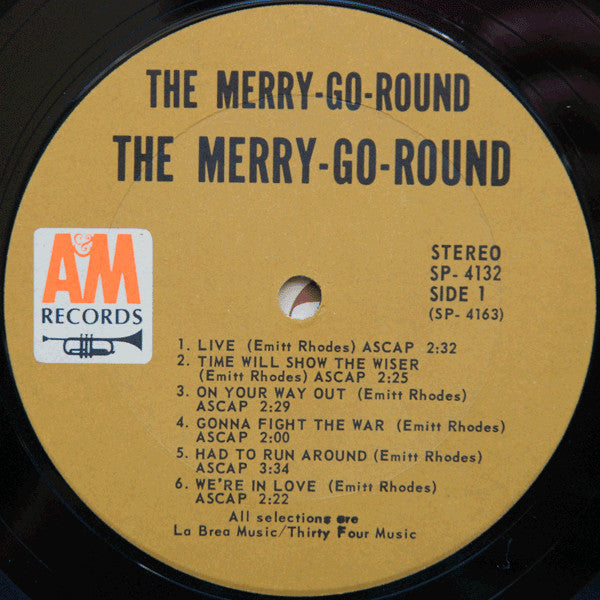 THE MERRY-GO-ROUND
THE MERRY-GO-ROUND
A&M
RECORDS
STEREO
SP- 4132
SIDE 1
(SP- 4163)
1. LIVE (Emitt Rhodes) ASCAP 2:32
2. TIME WILL SHOW THE WISER
(Emitt Rhodes) ASCAP 2:25
3. ON YOUR WAY OUT (Emitt Rhodes)
ASCAP 2:29
4. GONNA FIGHT THE WAR (Emitt Rhodes)
ASCAP 2:00
5. HAD TO RUN AROUND (Emitt Rhodes)
ASCAP 3:34
6. WE'RE IN LOVE (Emitt Rhodes)
ASCAP 2:22
All selections are
La Brea Music/Thirty Four Music